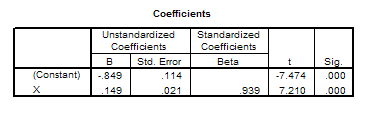 Coefficients
Unstandardized Coefficients Standardized Coefficients
B Std. Error Beta t Sig.
(Constant) -.849 .114 -7.474 .000
X .149 .021 .939 7.210 .000